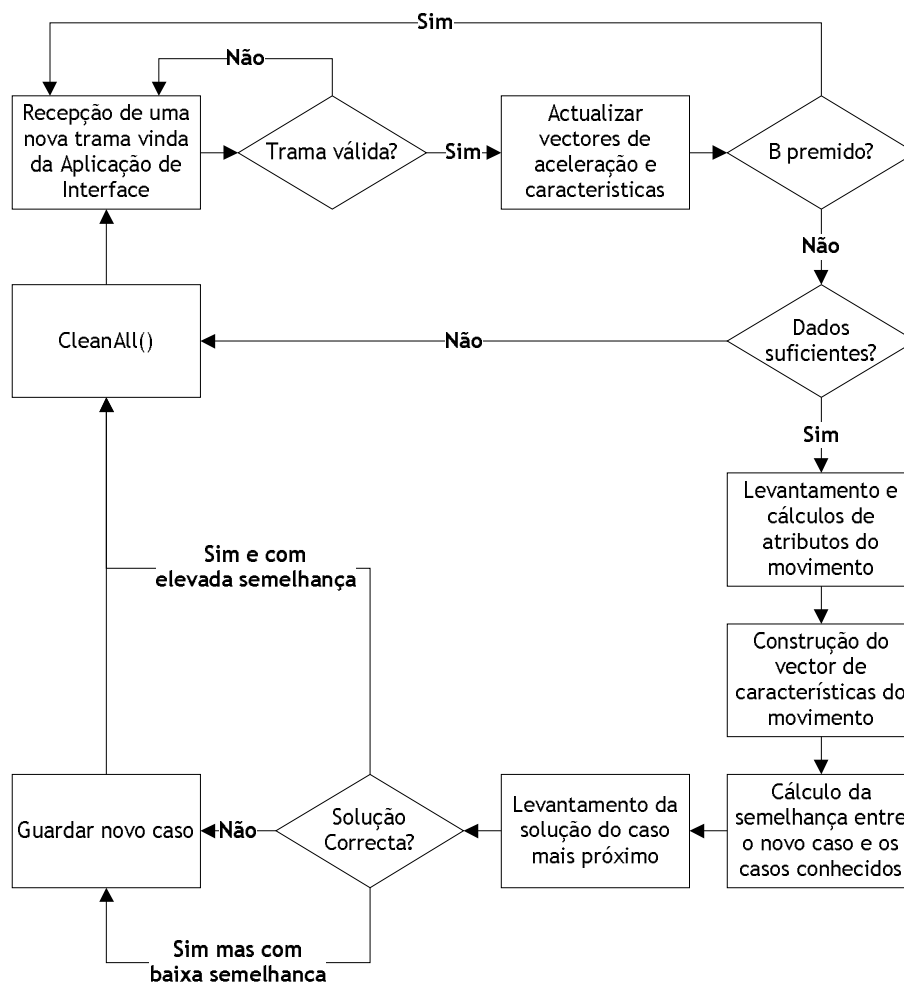 Sim
Não
Recepção de uma
nova trama vinda
da Aplicação de
Interface
Trama válida?
Sim
Actualizar
vectores de
aceleração e
caracteristicas
B premido?
Não
CleanAll()
Não
Dados
suficientes?
Sim
Levantamento e
cálculos de
atributos do
movimento
Sim e com
elevada semelhança
Construção do
vector de
características do
movimento
Guardar novo caso
Não
Solução
Correcta?
Levantamento da
solução do caso
mais próximo
Cálculo da
semelhança entre
o novo caso e os
casos conhecidos
Sim mas com
baixa semelhanca